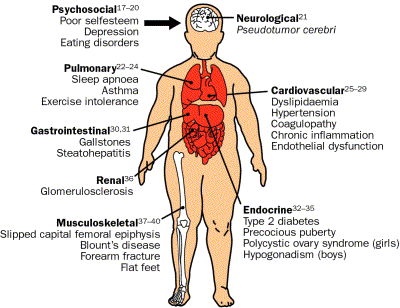 Psychosocial17–20
Poor selfesteem
Depression
Eating disorders
Neurological21
Pseudotumor cerebri
Pulmonary22–24
Sleep apnoea
Asthma
Exercise intolerance
Cardiovascular25–29
Dyslipidaemia
Hypertension
Coagulopathy
Chronic inflammation
Endothelial dysfunction
Gastrointestinal30,31
Gallstones
Steatohepatitis
Renal36
Glomerulosclerosis
Musculoskeletal37–40
Slipped capital femoral epiphysis
Blount's disease
Forearm fracture
Flat feet
Endocrine32–35
Type 2 diabetes
Precocious puberty
Polycystic ovary syndrome (girls)
Hypogonadism (boys)